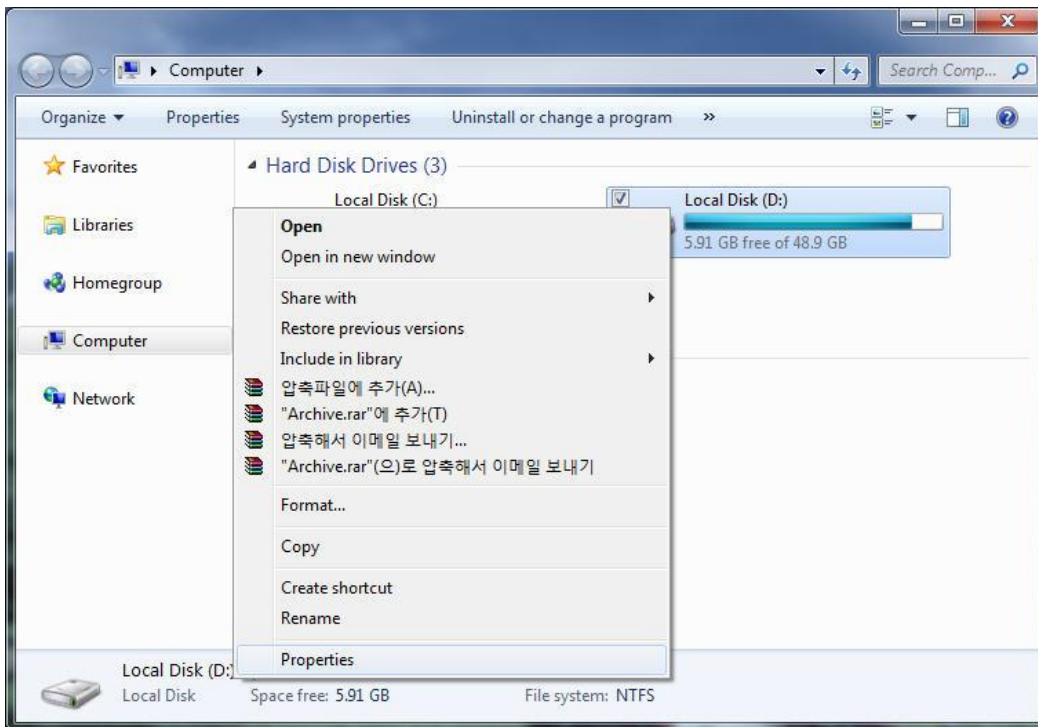 Computer
Search Comp...
Organize
Properties
System properties
Uninstall or change a program
»
Favorites
Libraries
Homegroup
Computer
Network
Hard Disk Drives (3)
Local Disk (C:)
Local Disk (D:)
5.91 GB free of 48.9 GB
Open
Open in new window
Share with
Restore previous versions
Include in library
압축파일에 추가(A)...
"Archive.rar"에 추가(T)
압축해서 이메일 보내기...
"Archive.rar"(으)로 압축해서 이메일 보내기
Format...
Copy
Create shortcut
Rename
Properties
Local Disk (D:)
Local Disk
Space free: 5.91 GB
File system: NTFS